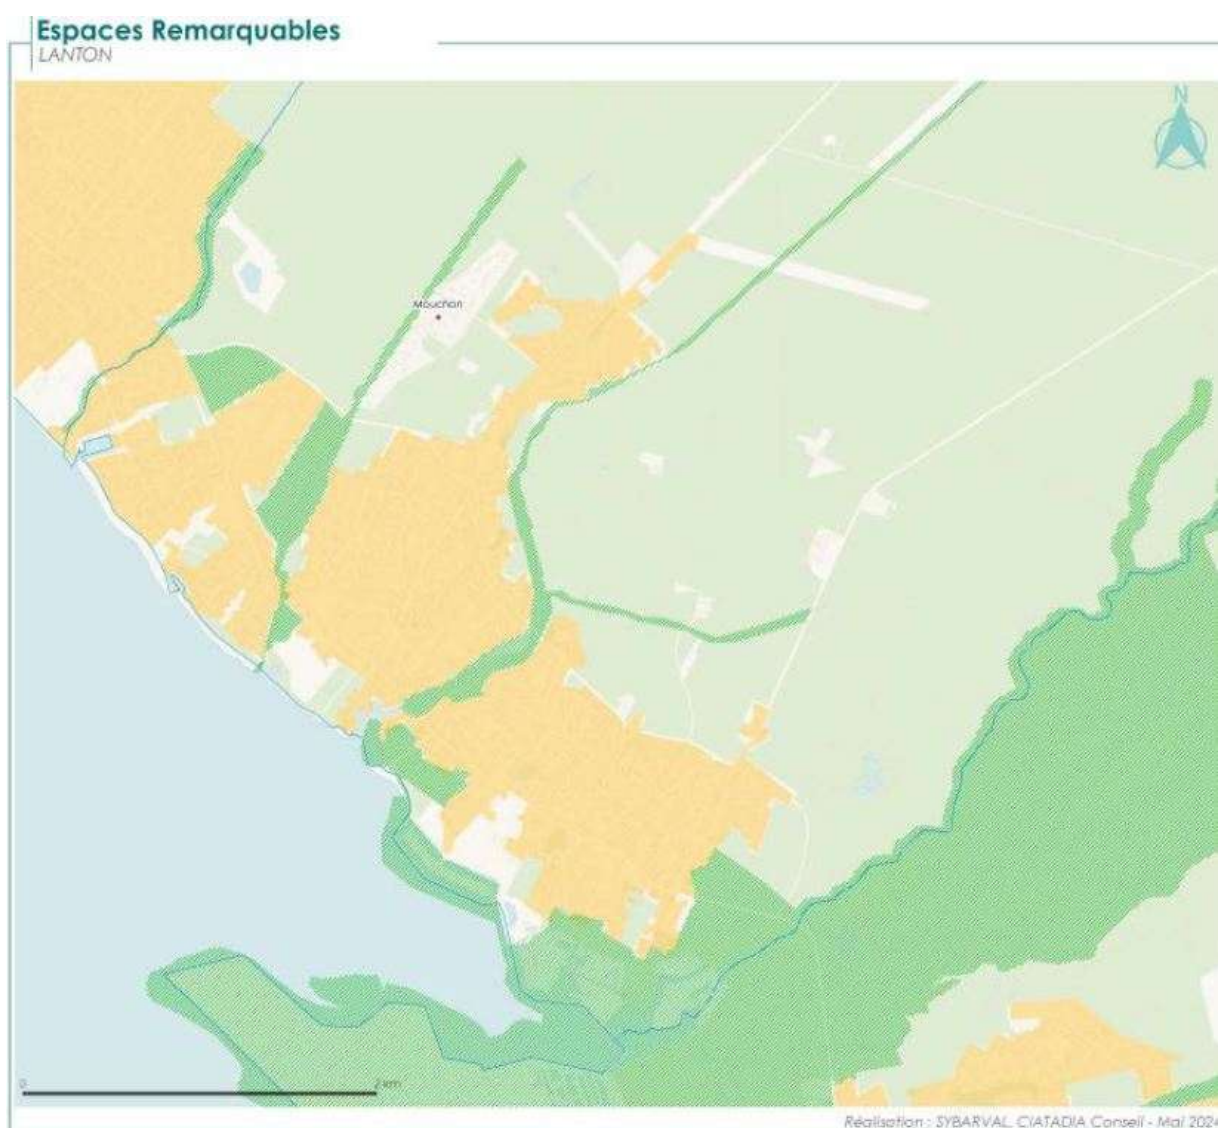 Espaces Remarquables
LANTON
N
Mouchon
0
2 km
Réalisation : SYBARVAL, CIATADIA Conseil - Mai 2024